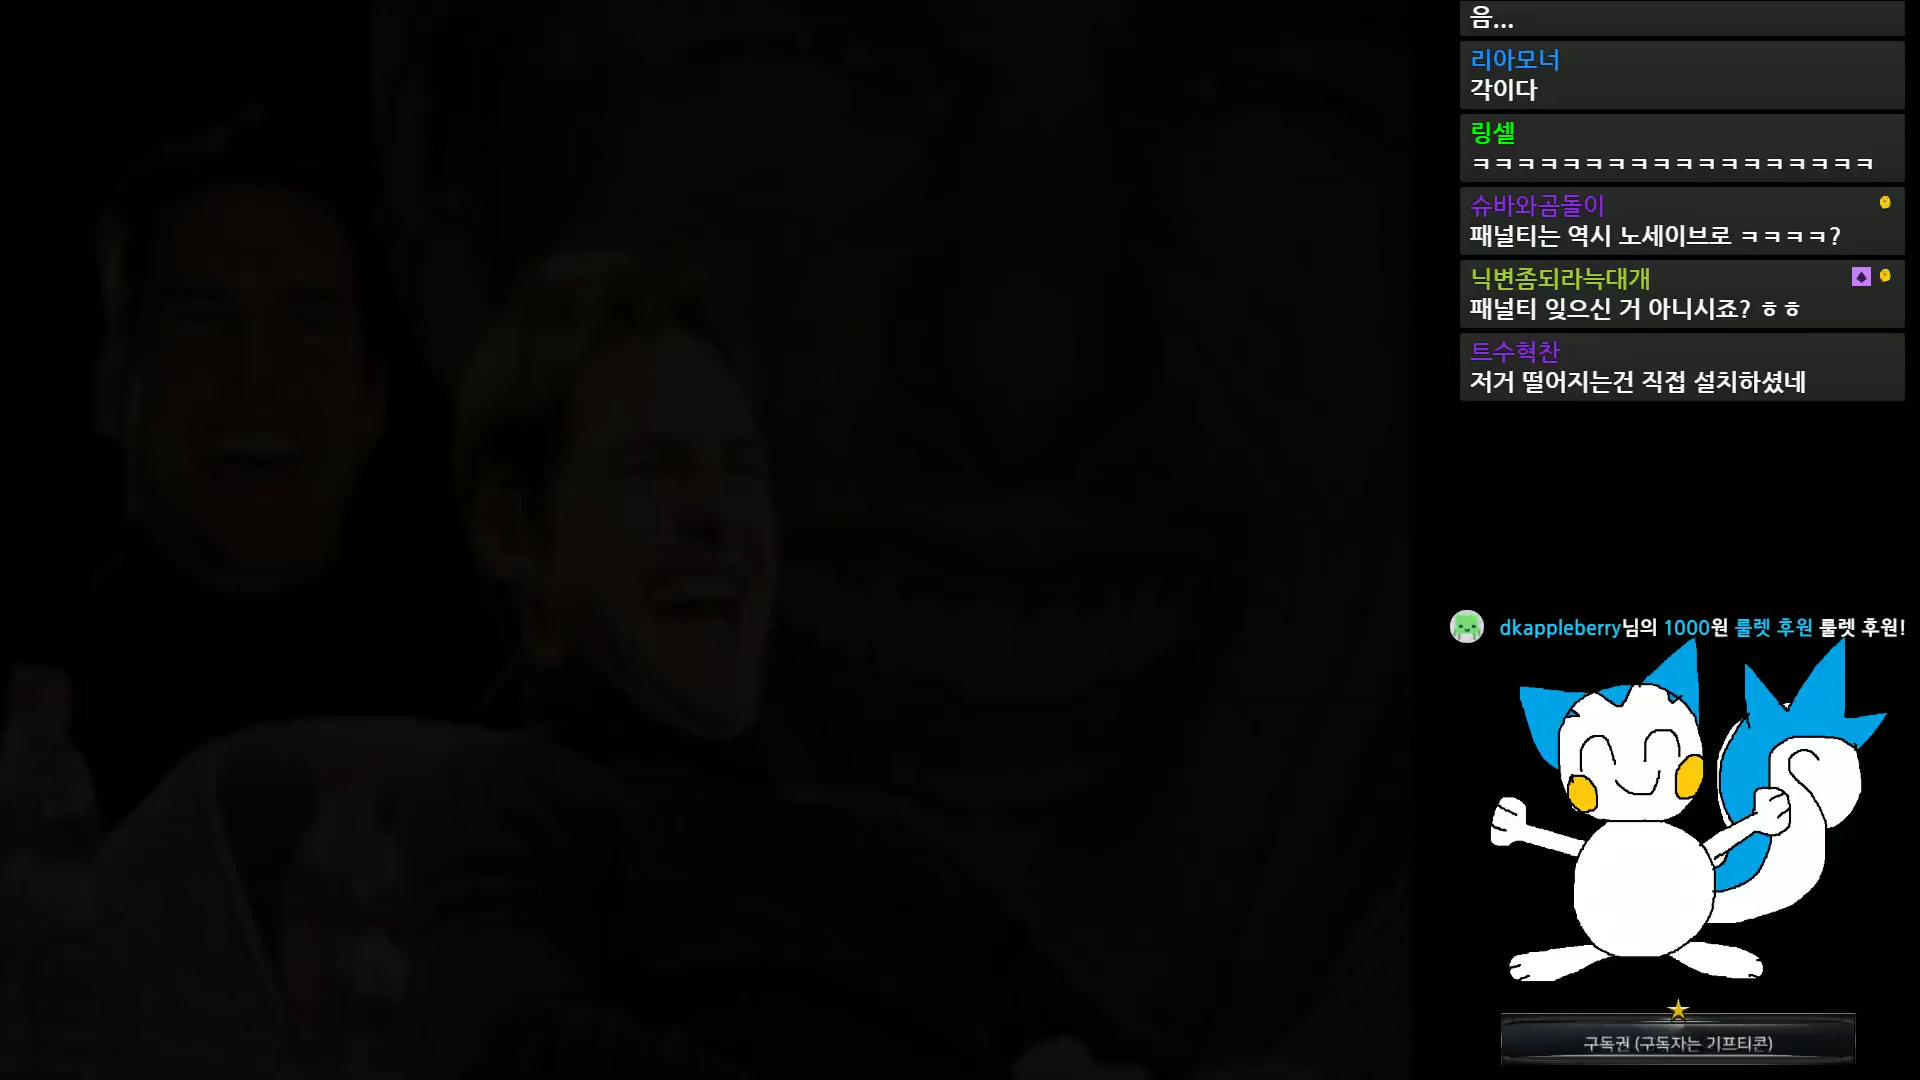 음...
리아모너
각이다
링셀
ㅋㅋㅋㅋㅋㅋㅋㅋㅋㅋㅋㅋㅋㅋㅋㅋㅋㅋ
슈바와곰돌이
패널티는 역시 노세이브로 ㅋㅋㅋㅋ?
닉변좀되라늑대개
패널티 잊으신 거 아니시죠? ㅎㅎ
트수혁찬
저거 떨어지는건 직접 설치하셨네
dkappleberry님의 1000원 룰렛 후원 룰렛 후원!
구독권 (구독자는 기프티콘)